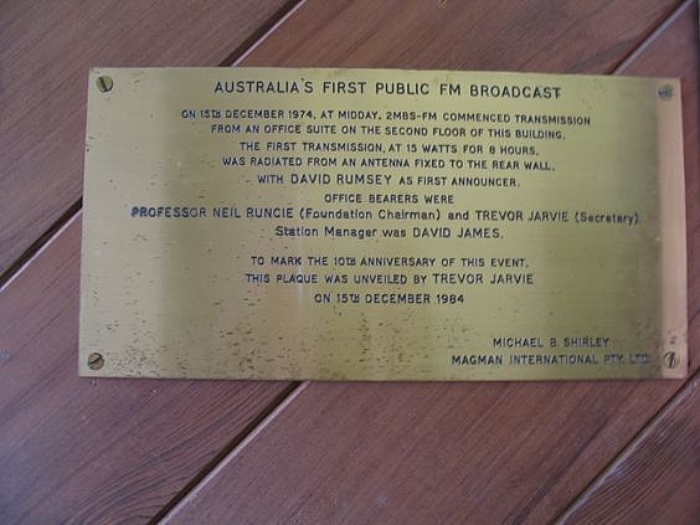 AUSTRALIA'S FIRST PUBLIC FM BROADCAST
ON 15TH DECEMBER 1974, AT MIDDAY, 2MBS-FM COMMENCED TRANSMISSION
FROM AN OFFICE SUITE ON THE SECOND FLOOR OF THIS BUILDING.
THE FIRST TRANSMISSION, AT 15 WATTS FOR 8 HOURS,
WAS RADIATED FROM AN ANTENNA FIXED TO THE REAR WALL,
WITH DAVID RUMSEY AS FIRST ANNOUNCER.
OFFICE BEARERS WERE
PROFESSOR NEIL RUNCIE (Foundation Chairman) and TREVOR JARVIE (Secretary)
Station Manager was DAVID JAMES.
TO MARK THE 10TH ANNIVERSARY OF THIS EVENT,
THIS PLAQUE WAS UNVEILED BY TREVOR JARVIE
ON 15TH DECEMBER 1984
MICHAEL B. SHIRLEY
MAGMAN INTERNATIONAL PTY. LTD.